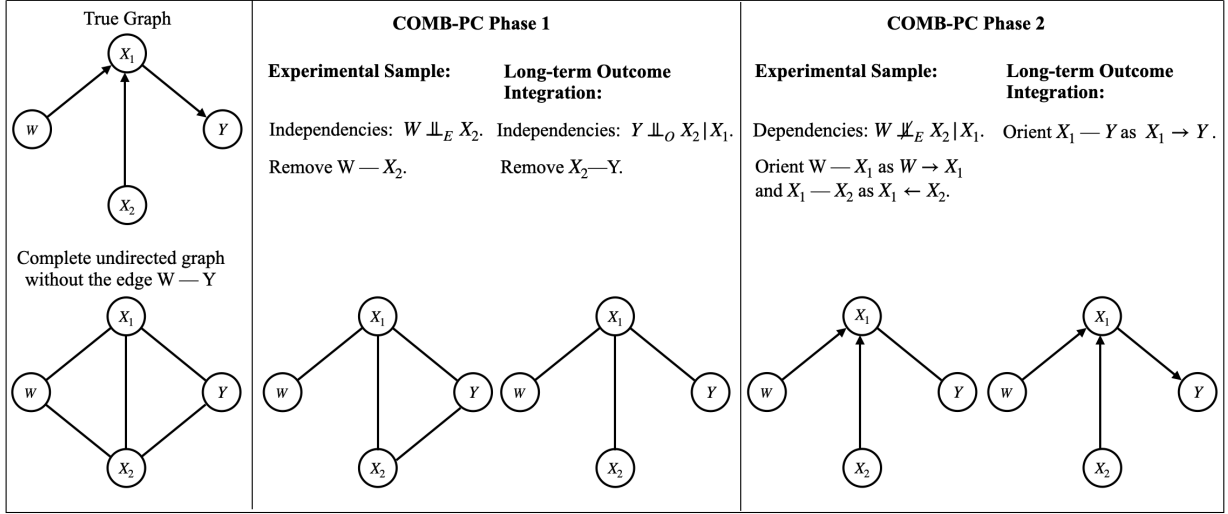 True Graph
X₁
W
Y
X₂
Complete undirected graph
without the edge W — Y
X₁
W
Y
X₂
COMB-PC Phase 1
Experimental Sample:
Independencies: W ⫫_E X₂.
Remove W — X₂.
Long-term Outcome
Integration:
Independencies: Y ⫫_O X₂|X₁.
Remove X₂—Y.
X₁
W
Y
X₂
X₁
W
Y
X₂
COMB-PC Phase 2
Experimental Sample:
Dependencies: W ⫫̸_E X₂|X₁.
Orient W — X₁ as W → X₁
and X₁ — X₂ as X₁ ← X₂.
Long-term Outcome
Integration:
Orient X₁ — Y as X₁ → Y.
X₁
W
Y
X₂
X₁
W
Y
X₂